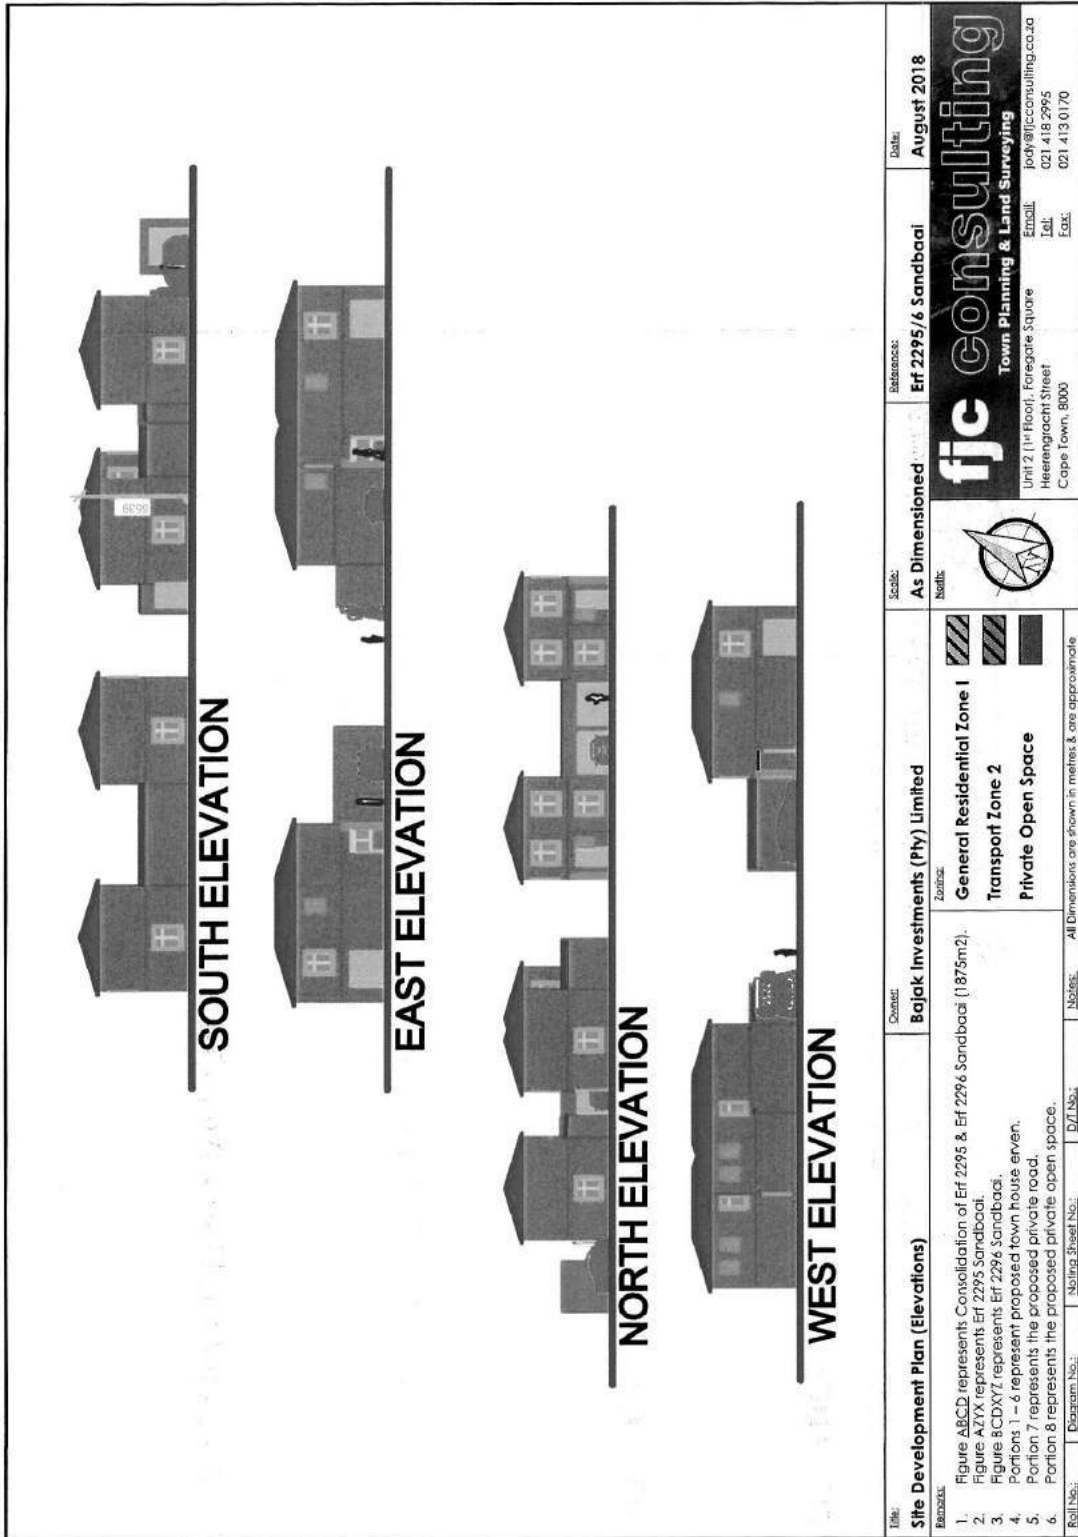 SOUTH ELEVATION
EAST ELEVATION
NORTH ELEVATION
WEST ELEVATION
Title:
Site Development Plan (Elevations)
Owner:
Bajak Investments (Pty) Limited
Scale:
As Dimensioned
Reference:
Erf 2295/6 Sandbaai
Date:
August 2018
Remarks:
1. Figure ABCD represents Consolidation of Erf 2295 & Erf 2296 Sandbaai (1875m2).
2. Figure AZYX represents Erf 2295 Sandbaai.
3. Figure BCDXYZ represents Erf 2296 Sandbaai.
4. Portions 1 – 6 represent proposed town house erven.
5. Portion 7 represents the proposed private road.
6. Portion 8 represents the proposed private open space.
Zoning:
General Residential Zone I
Transport Zone 2
Private Open Space
North:
fjc consulting
Town Planning & Land Surveying
Unit 2 (1st Floor), Foregate Square
Heerengracht Street
Cape Town, 8000
Email: jody@fjcconsulting.co.za
Tel: 021 418 2995
Fax: 021 413 0170
Roll No.:
Diagram No.:
Noting Sheet No.:
D/T No.:
Notes:
All Dimensions are shown in metres & are approximate